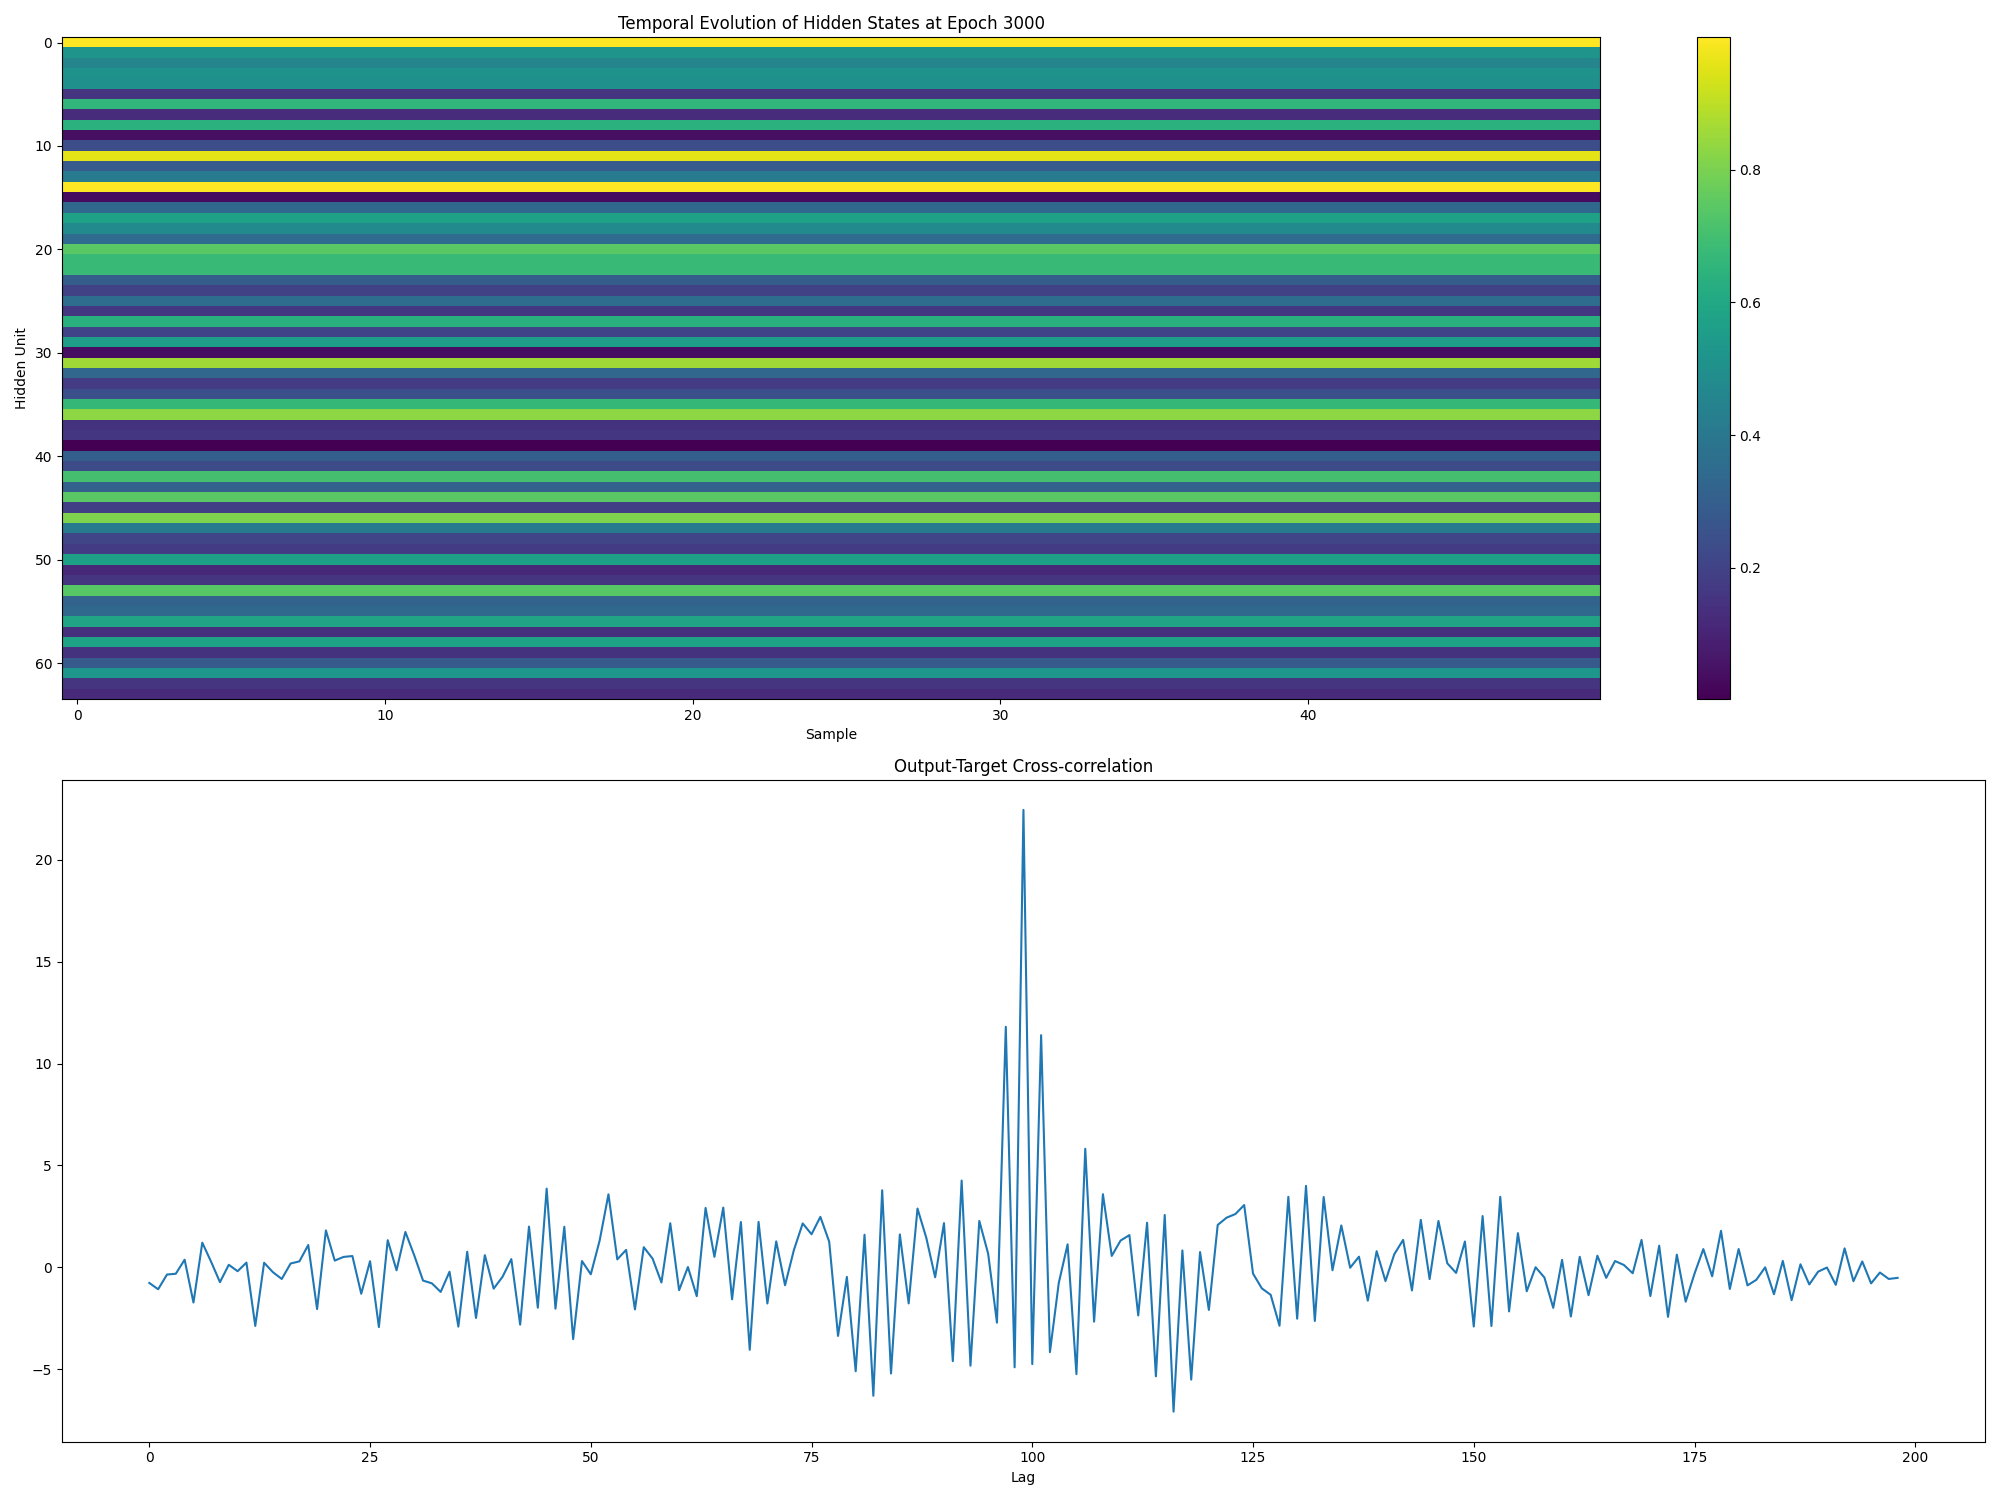 Temporal Evolution of Hidden States at Epoch 3000
Hidden Unit
0
10
20
30
40
50
60
0 10 20 30 40
Sample
0.8
0.6
0.4
0.2
Output-Target Cross-correlation
20
15
10
5
0
−5
0 25 50 75 100 125 150 175 200
Lag